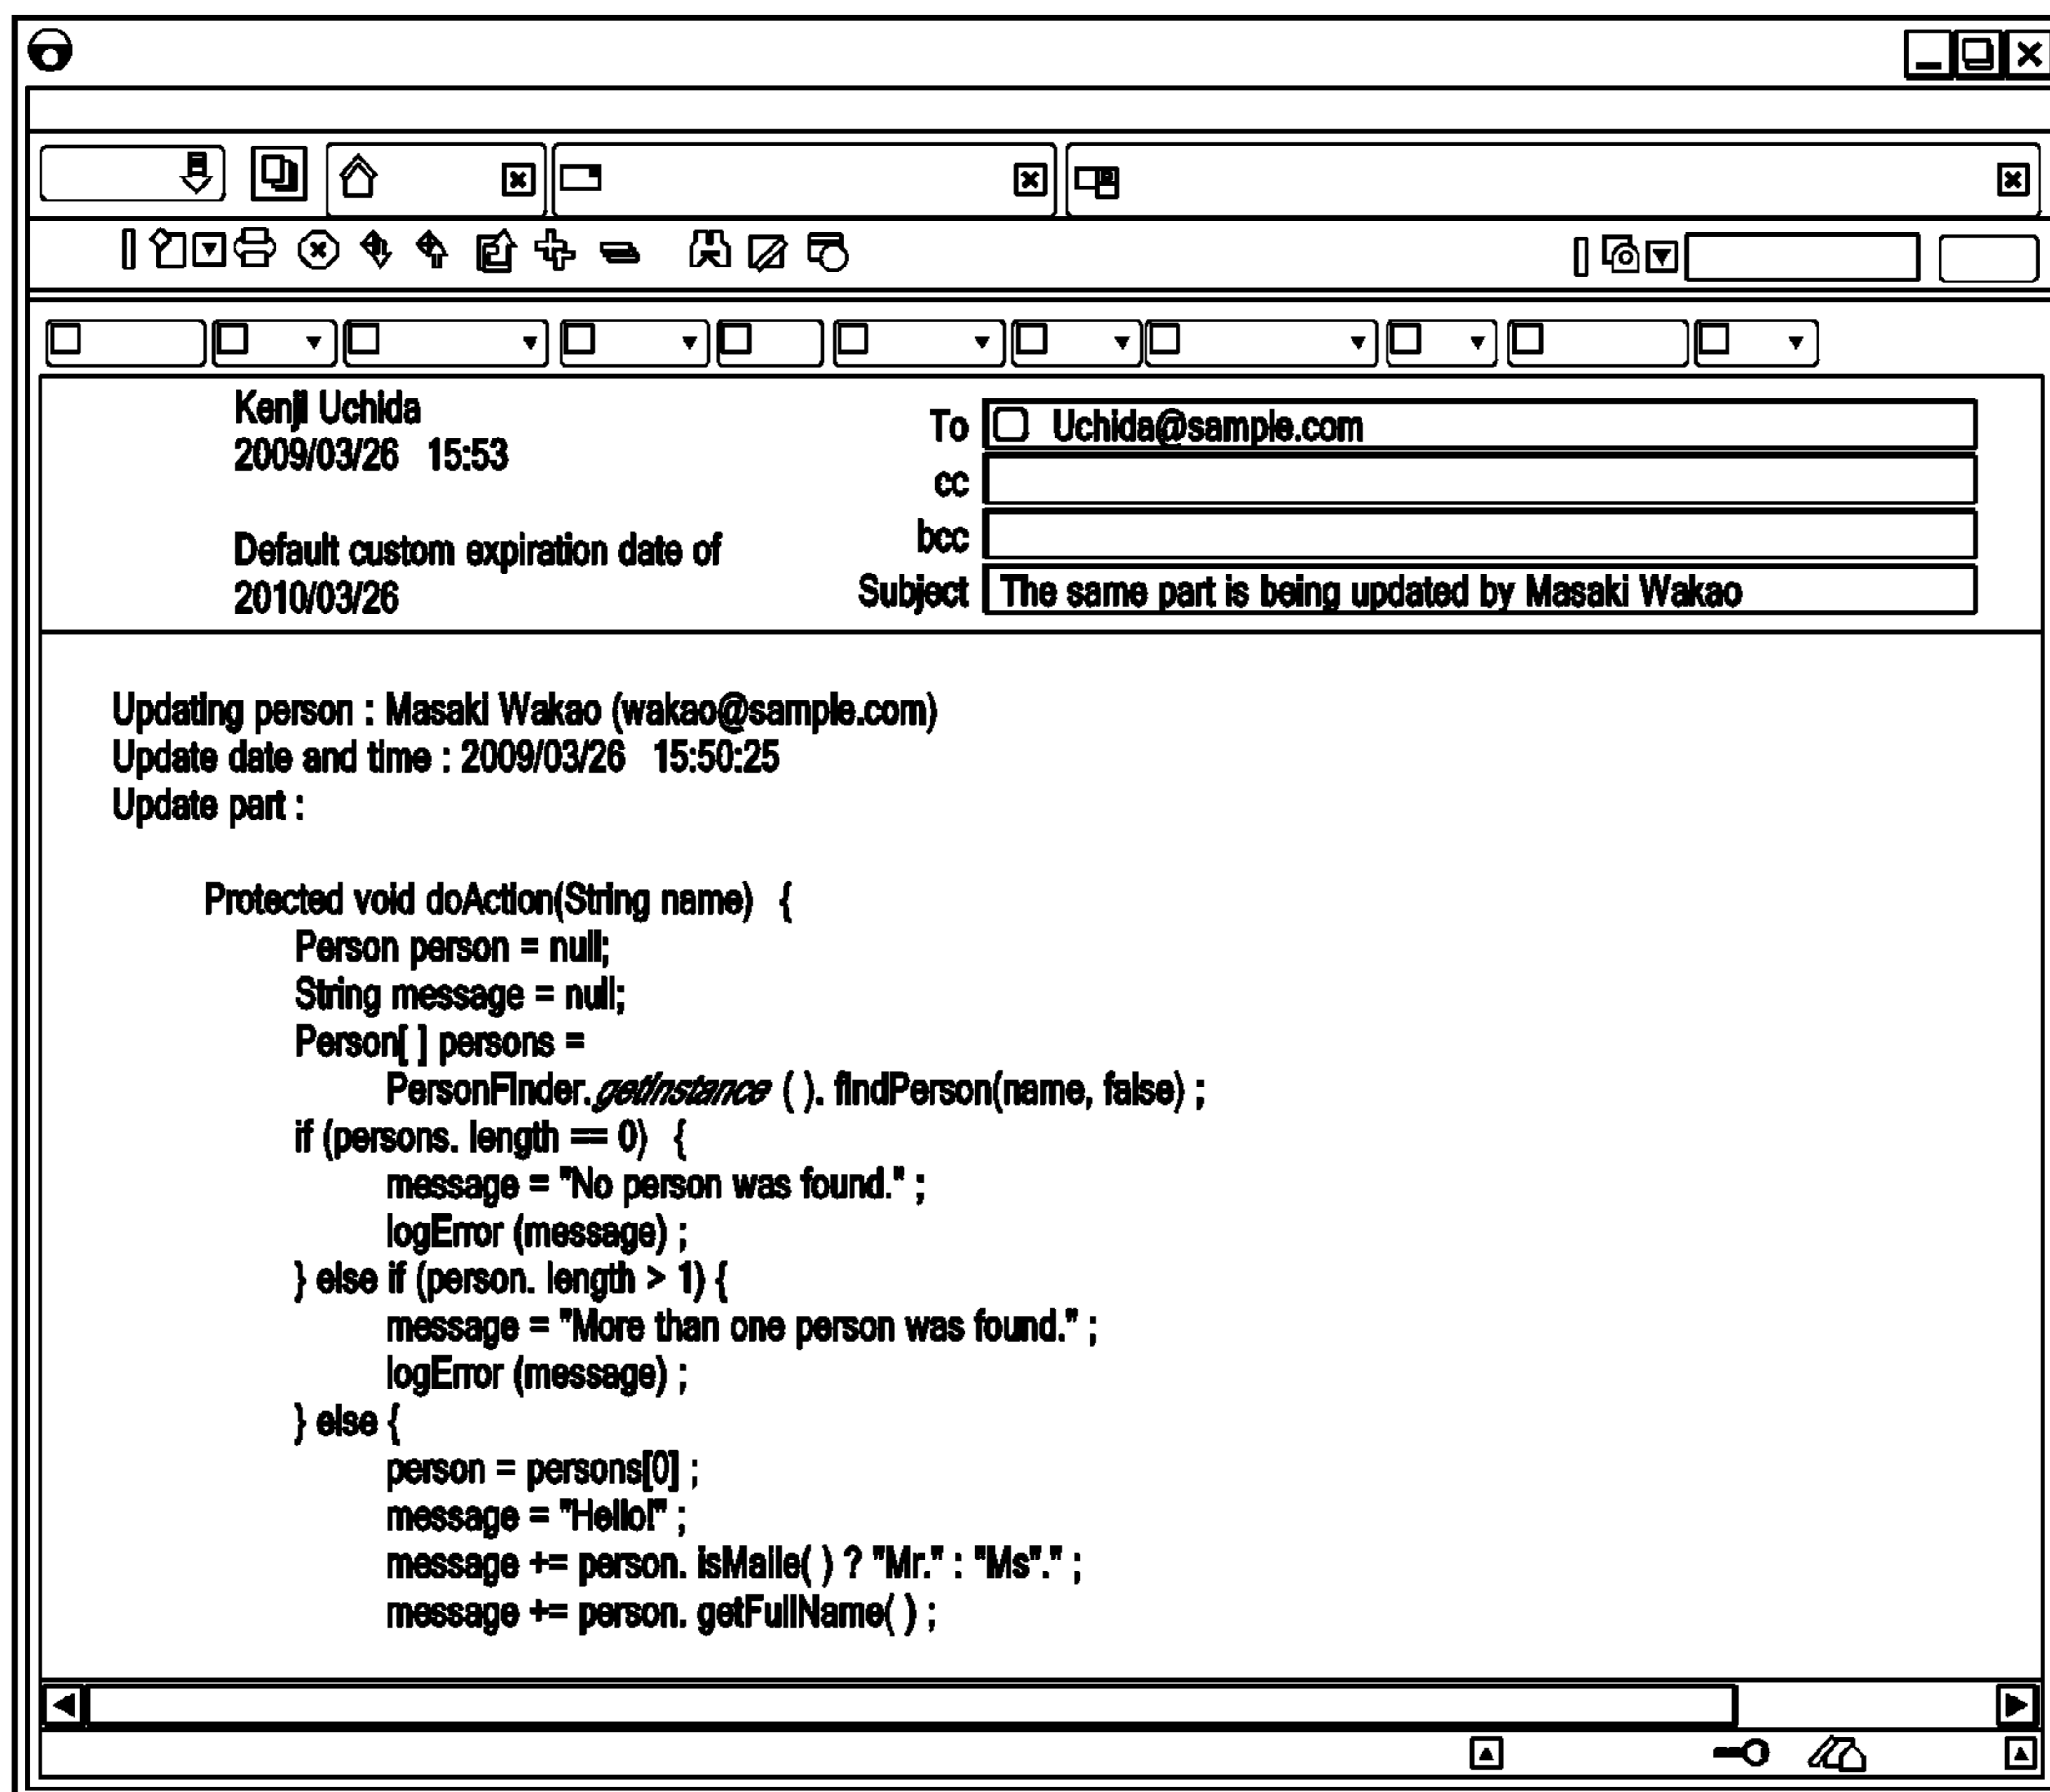 Kenji Uchida
2009/03/26 15:53
Default custom expiration date of
2010/03/26
To Uchida@sample.com
cc
bcc
Subject The same part is being updated by Masaki Wakao
Updating person : Masaki Wakao (wakao@sample.com)
Update date and time : 2009/03/26 15:50:25
Update part :
Protected void doAction(String name) {
Person person = null;
String message = null;
Person[ ] persons =
PersonFinder.getInstance ( ). findPerson(name, false) ;
if (persons. length == 0) {
message = "No person was found." ;
logError (message) ;
} else if (person. length > 1) {
message = "More than one person was found." ;
logError (message) ;
} else {
person = persons[0] ;
message = "Hello!" ;
message += person. isMaile( ) ? "Mr." : "Ms"." ;
message += person. getFullName( ) ;